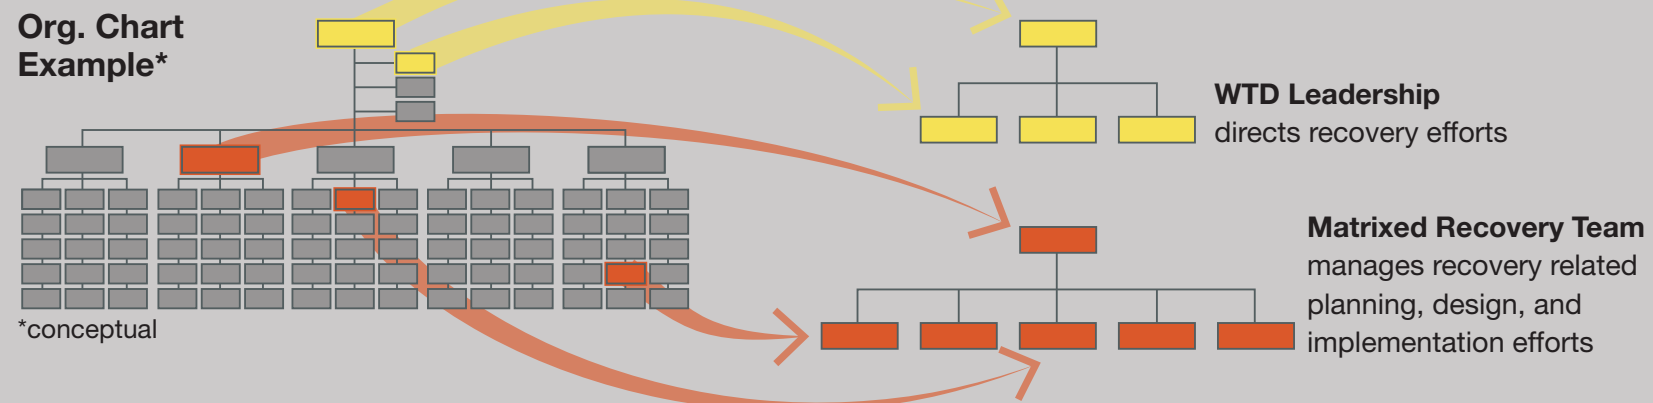 Org. Chart
Example*
WTD Leadership
directs recovery efforts
Matrixed Recovery Team
manages recovery related
planning, design, and
implementation efforts
*conceptual